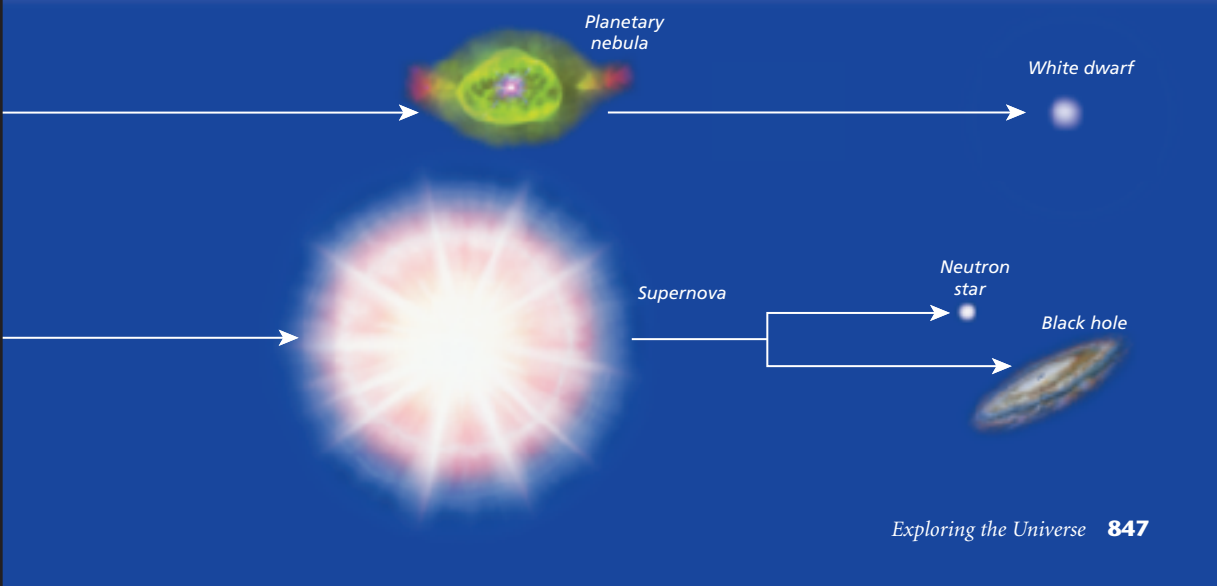 Planetary
nebula
White dwarf
Supernova
Neutron
star
Black hole
Exploring the Universe 847